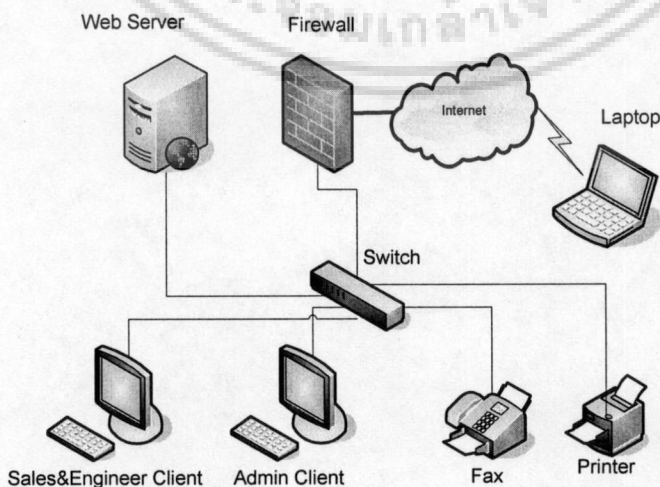 Web Server
Firewall
Internet
Laptop
Switch
Sales&Engineer Client
Admin Client
Fax
Printer